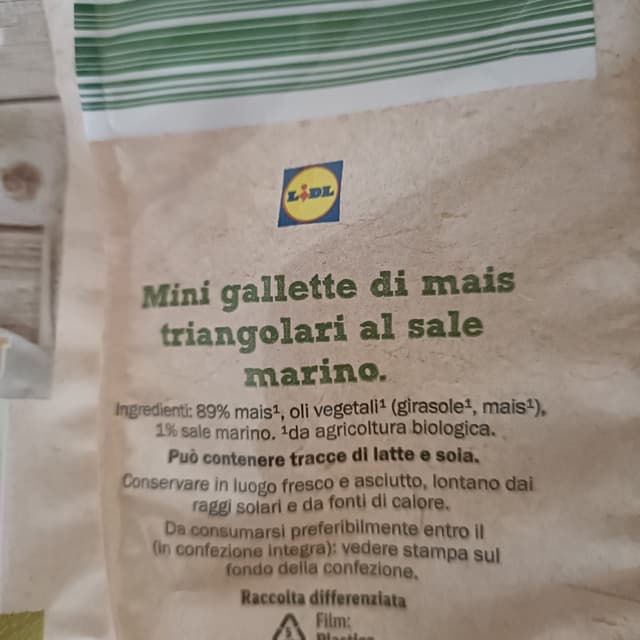 LIDL
Mini gallette di mais
triangolari al sale
marino.
Ingredienti: 89% mais¹, oli vegetali¹ (girasole¹, mais¹),
1% sale marino. ¹da agricoltura biologica.
Può contenere tracce di latte e soia.
Conservare in luogo fresco e asciutto, lontano dai
raggi solari e da fonti di calore.
Da consumarsi preferibilmente entro il
(in confezione integra): vedere stampa sul
fondo della confezione.
Raccolta differenziata
Film:
Plastica